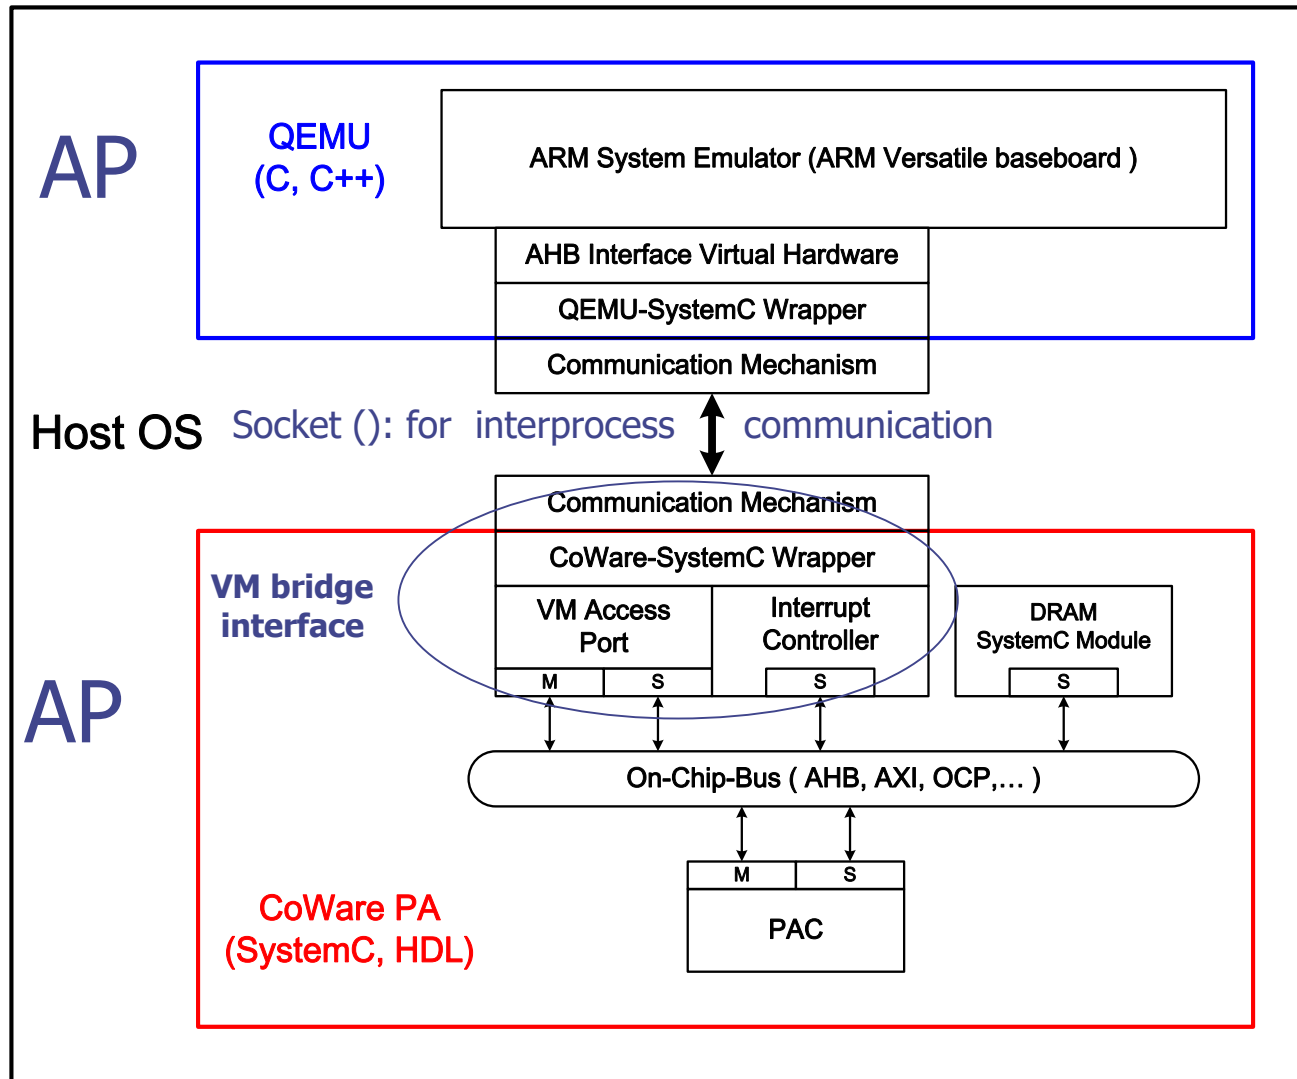 AP
QEMU
(C, C++)
ARM System Emulator (ARM Versatile baseboard )
AHB Interface Virtual Hardware
QEMU-SystemC Wrapper
Communication Mechanism
Host OS
Socket (): for interprocess communication
Communication Mechanism
CoWare-SystemC Wrapper
VM bridge
interface
VM Access
Port
M
S
Interrupt
Controller
S
DRAM
SystemC Module
S
AP
On-Chip-Bus ( AHB, AXI, OCP,... )
M
S
PAC
CoWare PA
(SystemC, HDL)